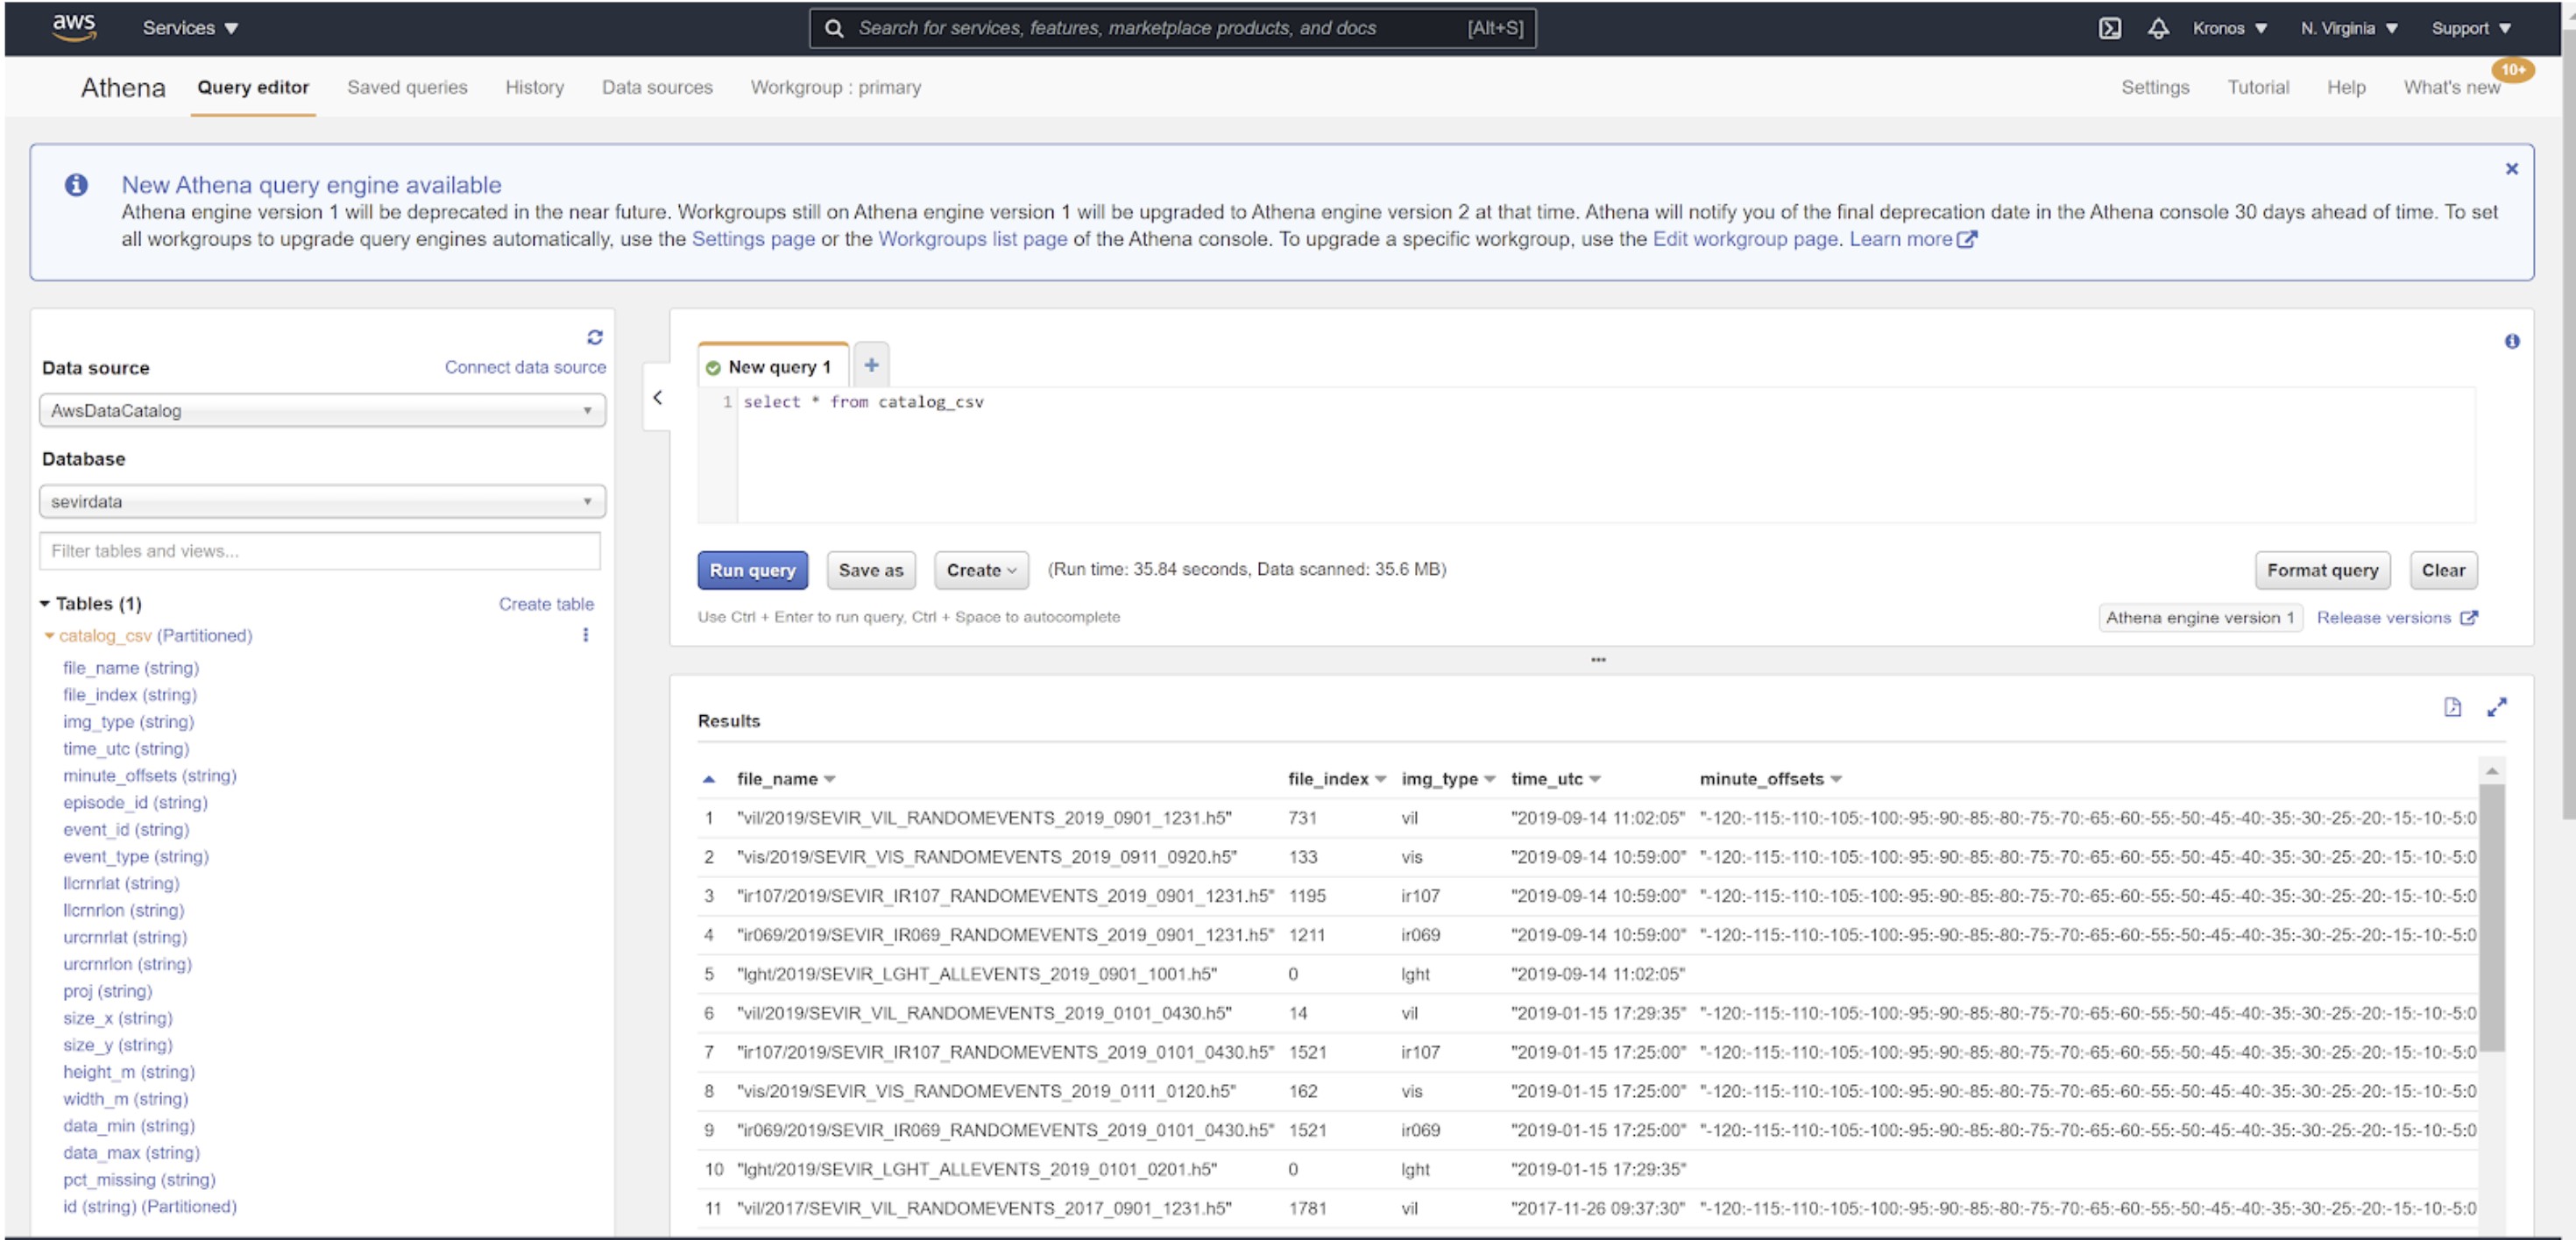 aws Services Search for services, features, marketplace products, and docs [Alt+S] Kronos N. Virginia Support
Athena Query editor Saved queries History Data sources Workgroup : primary Settings Tutorial Help What's new 10+
New Athena query engine available
Athena engine version 1 will be deprecated in the near future. Workgroups still on Athena engine version 1 will be upgraded to Athena engine version 2 at that time. Athena will notify you of the final deprecation date in the Athena console 30 days ahead of time. To set
all workgroups to upgrade query engines automatically, use the Settings page or the Workgroups list page of the Athena console. To upgrade a specific workgroup, use the Edit workgroup page. Learn more
Data source Connect data source
AwsDataCatalog
Database
sevirdata
Filter tables and views...
Tables (1) Create table
catalog_csv (Partitioned)
file_name (string)
file_index (string)
img_type (string)
time_utc (string)
minute_offsets (string)
episode_id (string)
event_id (string)
event_type (string)
llcrnrlat (string)
llcrnrlon (string)
urcrnrlat (string)
urcrnrlon (string)
proj (string)
size_x (string)
size_y (string)
height_m (string)
width_m (string)
data_min (string)
data_max (string)
pct_missing (string)
id (string) (Partitioned)
New query 1 +
1 select * from catalog_csv
Run query Save as Create (Run time: 35.84 seconds, Data scanned: 35.6 MB) Format query Clear
Use Ctrl + Enter to run query, Ctrl + Space to autocomplete Athena engine version 1 Release versions
Results
file_name file_index img_type time_utc minute_offsets
1 "vil/2019/SEVIR_VIL_RANDOMEVENTS_2019_0901_1231.h5" 731 vil "2019-09-14 11:02:05" "-120:-115:-110:-105:-100:-95:-90:-85:-80:-75:-70:-65:-60:-55:-50:-45:-40:-35:-30:-25:-20:-15:-10:-5:0
2 "vis/2019/SEVIR_VIS_RANDOMEVENTS_2019_0911_0920.h5" 133 vis "2019-09-14 10:59:00" "-120:-115:-110:-105:-100:-95:-90:-85:-80:-75:-70:-65:-60:-55:-50:-45:-40:-35:-30:-25:-20:-15:-10:-5:0
3 "ir107/2019/SEVIR_IR107_RANDOMEVENTS_2019_0901_1231.h5" 1195 ir107 "2019-09-14 10:59:00" "-120:-115:-110:-105:-100:-95:-90:-85:-80:-75:-70:-65:-60:-55:-50:-45:-40:-35:-30:-25:-20:-15:-10:-5:0
4 "ir069/2019/SEVIR_IR069_RANDOMEVENTS_2019_0901_1231.h5" 1211 ir069 "2019-09-14 10:59:00" "-120:-115:-110:-105:-100:-95:-90:-85:-80:-75:-70:-65:-60:-55:-50:-45:-40:-35:-30:-25:-20:-15:-10:-5:0
5 "lght/2019/SEVIR_LGHT_ALLEVENTS_2019_0901_1001.h5" 0 lght "2019-09-14 11:02:05"
6 "vil/2019/SEVIR_VIL_RANDOMEVENTS_2019_0101_0430.h5" 14 vil "2019-01-15 17:29:35" "-120:-115:-110:-105:-100:-95:-90:-85:-80:-75:-70:-65:-60:-55:-50:-45:-40:-35:-30:-25:-20:-15:-10:-5:0
7 "ir107/2019/SEVIR_IR107_RANDOMEVENTS_2019_0101_0430.h5" 1521 ir107 "2019-01-15 17:25:00" "-120:-115:-110:-105:-100:-95:-90:-85:-80:-75:-70:-65:-60:-55:-50:-45:-40:-35:-30:-25:-20:-15:-10:-5:0
8 "vis/2019/SEVIR_VIS_RANDOMEVENTS_2019_0111_0120.h5" 162 vis "2019-01-15 17:25:00" "-120:-115:-110:-105:-100:-95:-90:-85:-80:-75:-70:-65:-60:-55:-50:-45:-40:-35:-30:-25:-20:-15:-10:-5:0
9 "ir069/2019/SEVIR_IR069_RANDOMEVENTS_2019_0101_0430.h5" 1521 ir069 "2019-01-15 17:25:00" "-120:-115:-110:-105:-100:-95:-90:-85:-80:-75:-70:-65:-60:-55:-50:-45:-40:-35:-30:-25:-20:-15:-10:-5:0
10 "lght/2019/SEVIR_LGHT_ALLEVENTS_2019_0101_0201.h5" 0 lght "2019-01-15 17:29:35"
11 "vil/2017/SEVIR_VIL_RANDOMEVENTS_2017_0901_1231.h5" 1781 vil "2017-11-26 09:37:30" "-120:-115:-110:-105:-100:-95:-90:-85:-80:-75:-70:-65:-60:-55:-50:-45:-40:-35:-30:-25:-20:-15:-10:-5:0